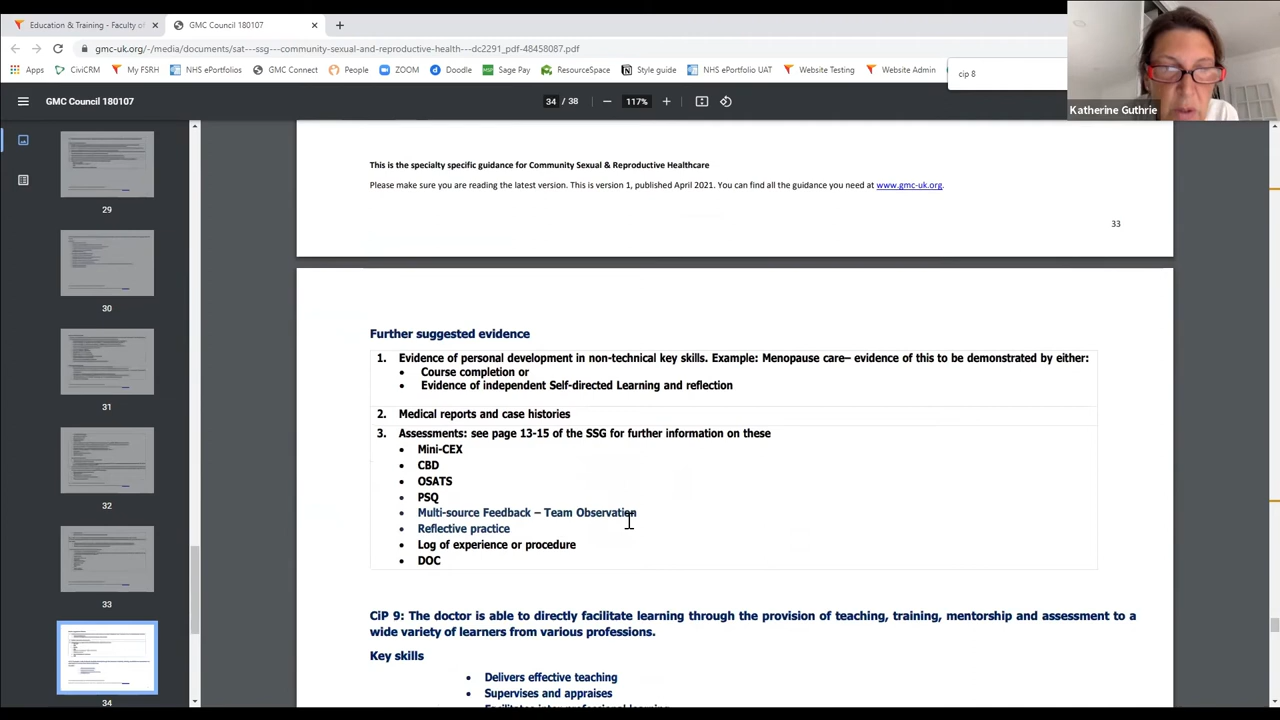 Education & Training - Faculty of
GMC Council 180107
gmc-uk.org/-/media/documents/sat---ssg---community-sexual-and-reproductive-health---dc2291_pdf-48458087.pdf
Apps
CiviCRM
My FSRH
NHS ePortfolios
GMC Connect
People
ZOOM
Doodle
Sage Pay
ResourceSpace
Style guide
NHS ePortfolio UAT
Website Testing
Website Admin
cip 8
Katherine Guthrie
GMC Council 180107
34 / 38
117%
29
30
31
32
33
34
This is the specialty specific guidance for Community Sexual & Reproductive Healthcare
Please make sure you are reading the latest version. This is version 1, published April 2021. You can find all the guidance you need at www.gmc-uk.org.
33
Further suggested evidence
1. Evidence of personal development in non-technical key skills. Example: Menopause care– evidence of this to be demonstrated by either:
• Course completion or
• Evidence of independent Self-directed Learning and reflection
2. Medical reports and case histories
3. Assessments: see page 13-15 of the SSG for further information on these
• Mini-CEX
• CBD
• OSATS
• PSQ
• Multi-source Feedback – Team Observation
• Reflective practice
• Log of experience or procedure
• DOC
CiP 9: The doctor is able to directly facilitate learning through the provision of teaching, training, mentorship and assessment to a
wide variety of learners from various professions.
Key skills
• Delivers effective teaching
• Supervises and appraises
Facilitates inter-professional learning